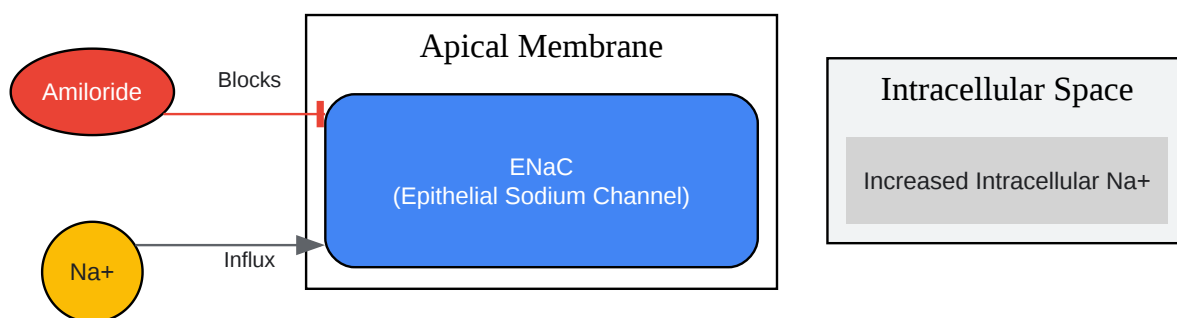 Apical Membrane
Amiloride
Blocks
ENaC
(Epithelial Sodium Channel)
Na+
Influx
Intracellular Space
Increased Intracellular Na+